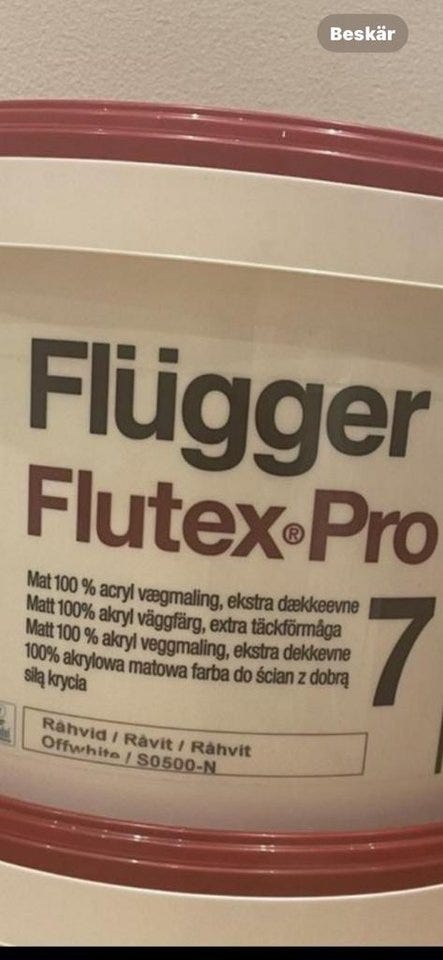 Beskär
Flügger
Flutex®Pro
7
Mat 100 % acryl vægmaling, ekstra dækkeevne
Matt 100% akryl väggfärg, extra täckförmåga
Matt 100 % akryl veggmaling, ekstra dekkevne
100% akrylowa matowa farba do ścian z dobrą
siłą krycia
Råhvid / Råvit / Råhvit
Offwhite / S0500-N